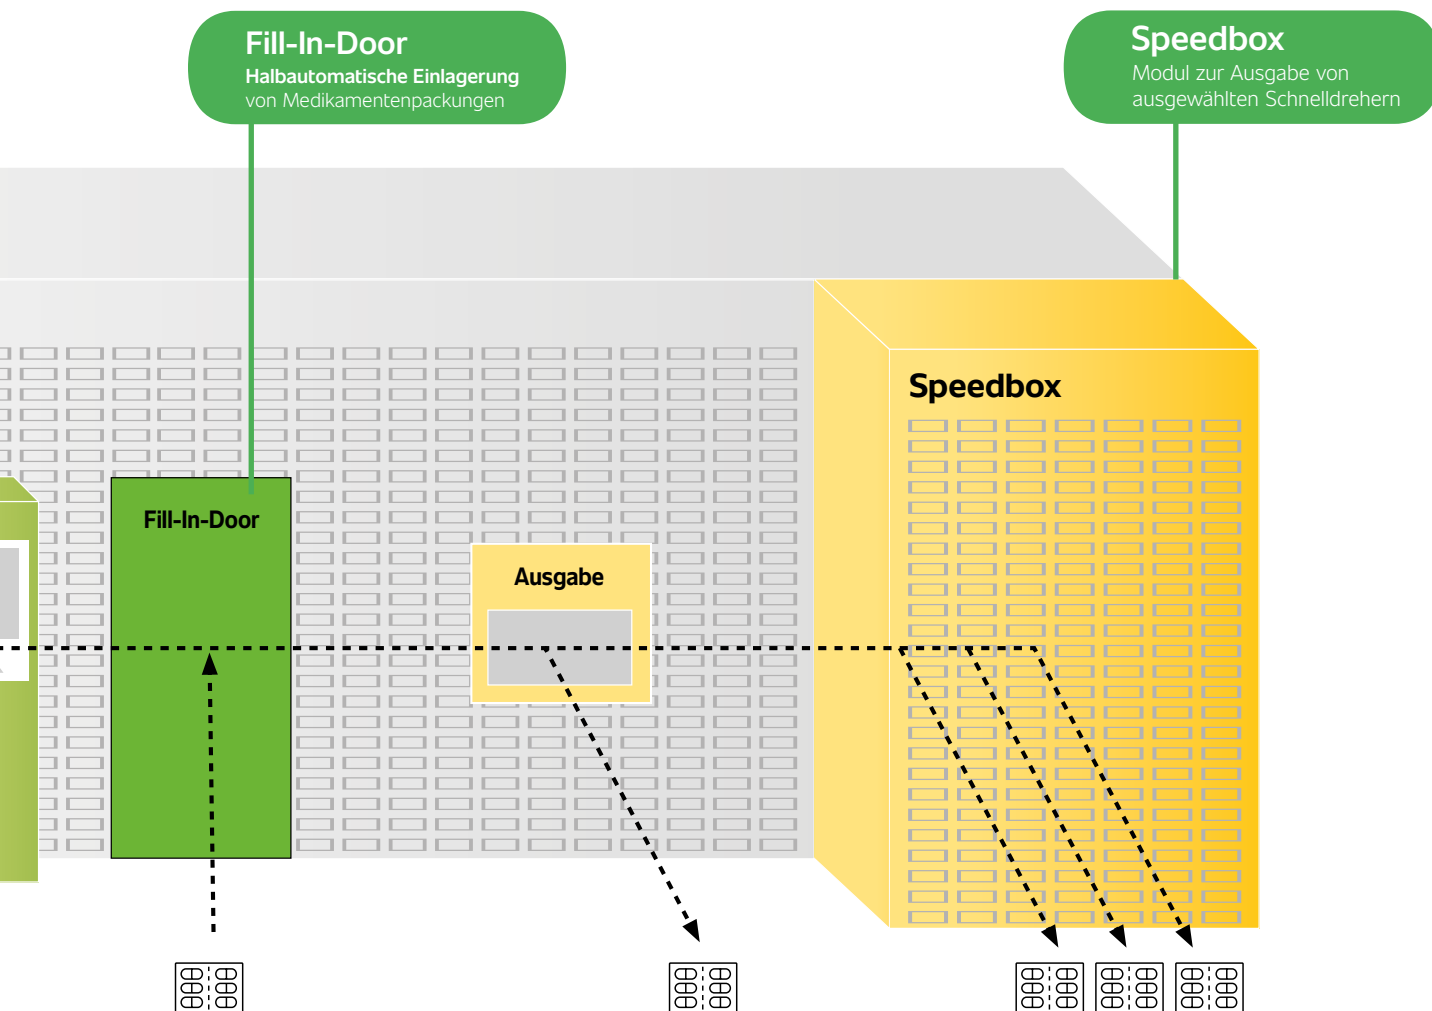 Fill-In-Door
Halbautomatische Einlagerung
von Medikamentenpackungen
Speedbox
Modul zur Ausgabe von
ausgewählten Schnelldrehern
Speedbox
Fill-In-Door
Ausgabe